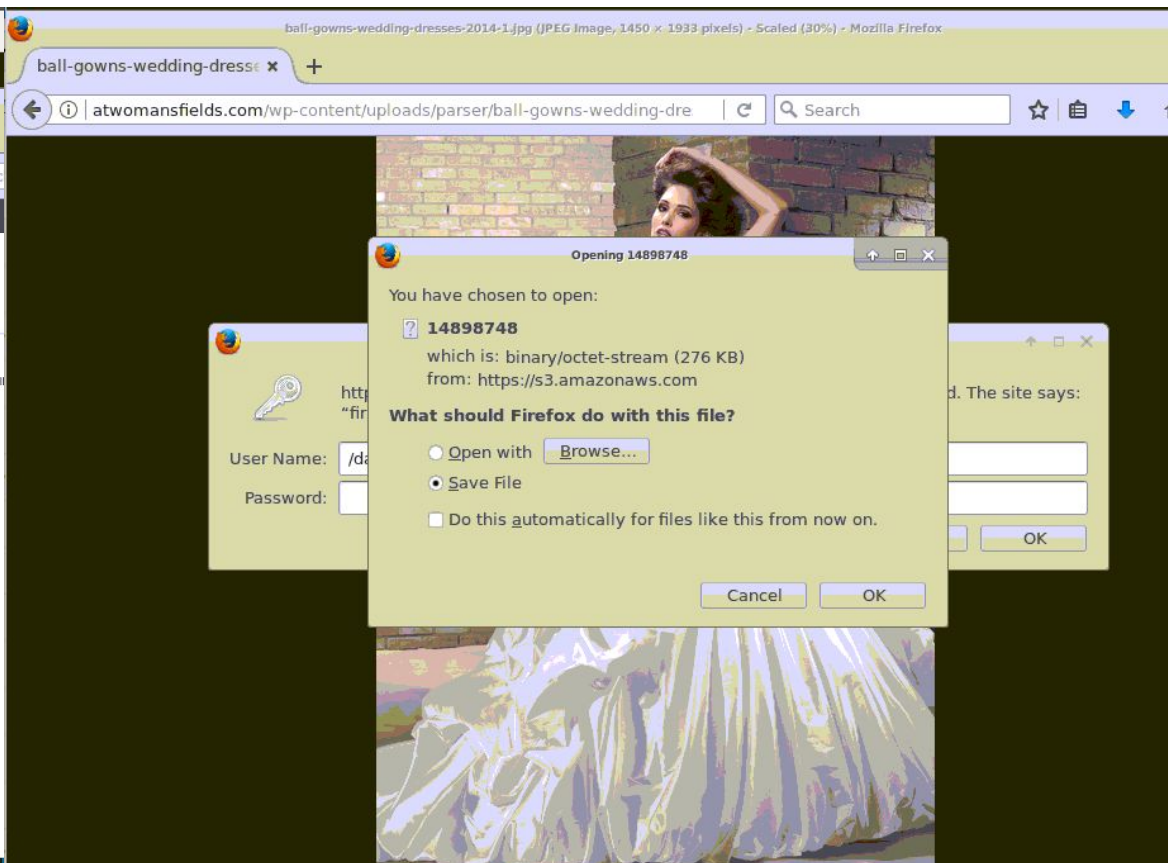 ball-gowns-wedding-dresses-2014-1.jpg (JPEG Image, 1450 × 1933 pixels) - Scaled (30%) - Mozilla Firefox
ball-gowns-wedding-dresse
atwomansfields.com/wp-content/uploads/parser/ball-gowns-wedding-dre
Search
Opening 14898748
You have chosen to open:
14898748
which is: binary/octet-stream (276 KB)
from: https://s3.amazonaws.com
What should Firefox do with this file?
Open with Browse...
Save File
Do this automatically for files like this from now on.
Cancel OK
The site says:
User Name:
Password:
OK